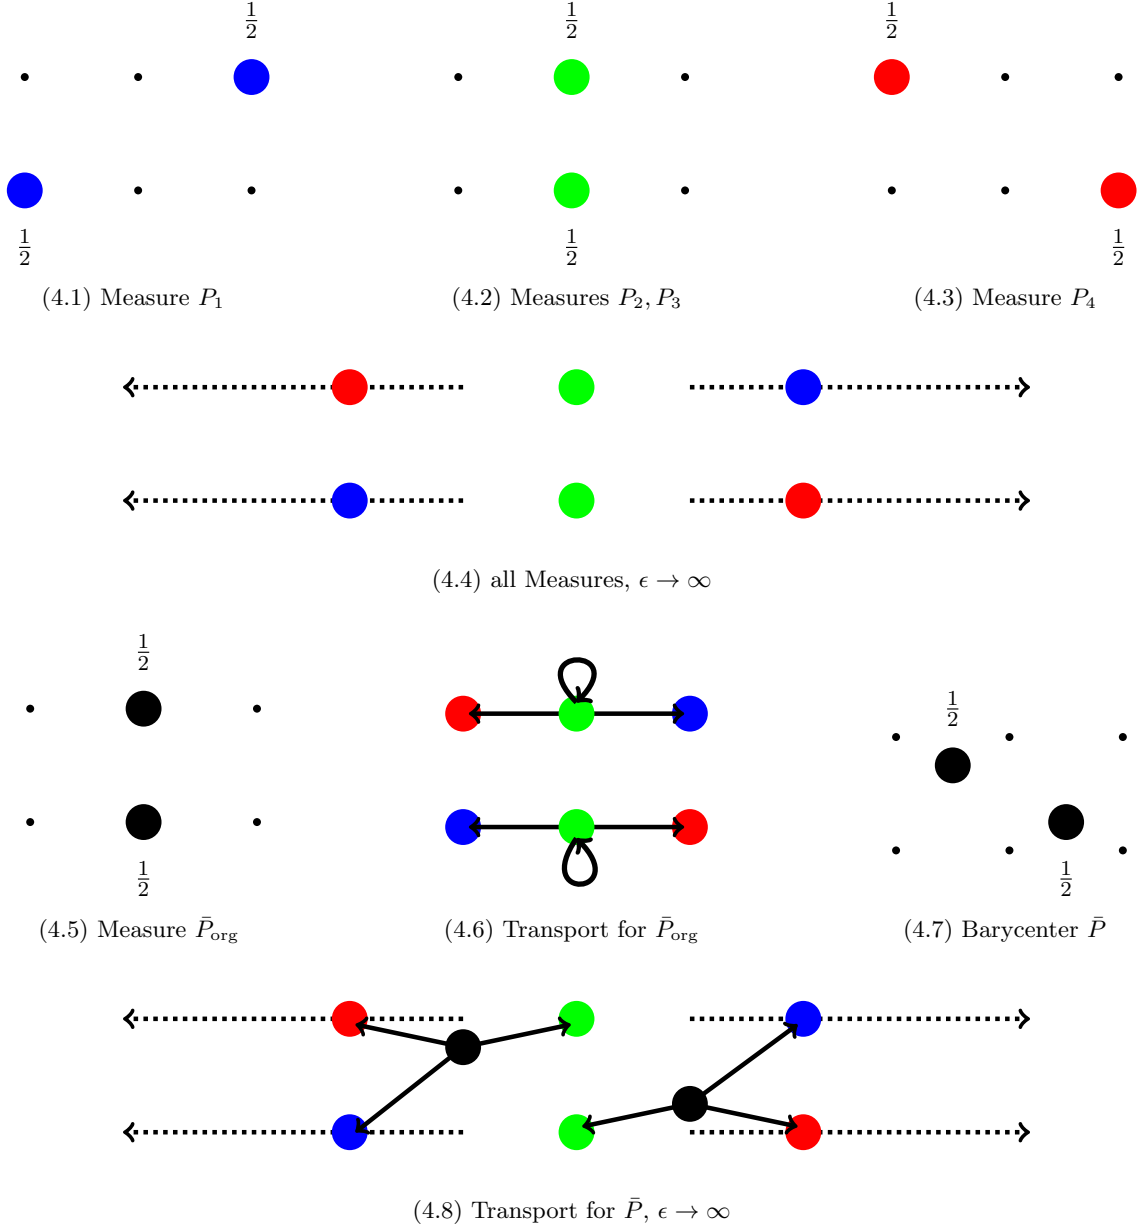 1/2 1/2 1/2
1/2 1/2 1/2
(4.1) Measure P₁ (4.2) Measures P₂, P₃ (4.3) Measure P₄
(4.4) all Measures, ϵ → ∞
1/2 1/2
1/2 1/2
(4.5) Measure P̄org (4.6) Transport for P̄org (4.7) Barycenter P̄
(4.8) Transport for P̄, ϵ → ∞